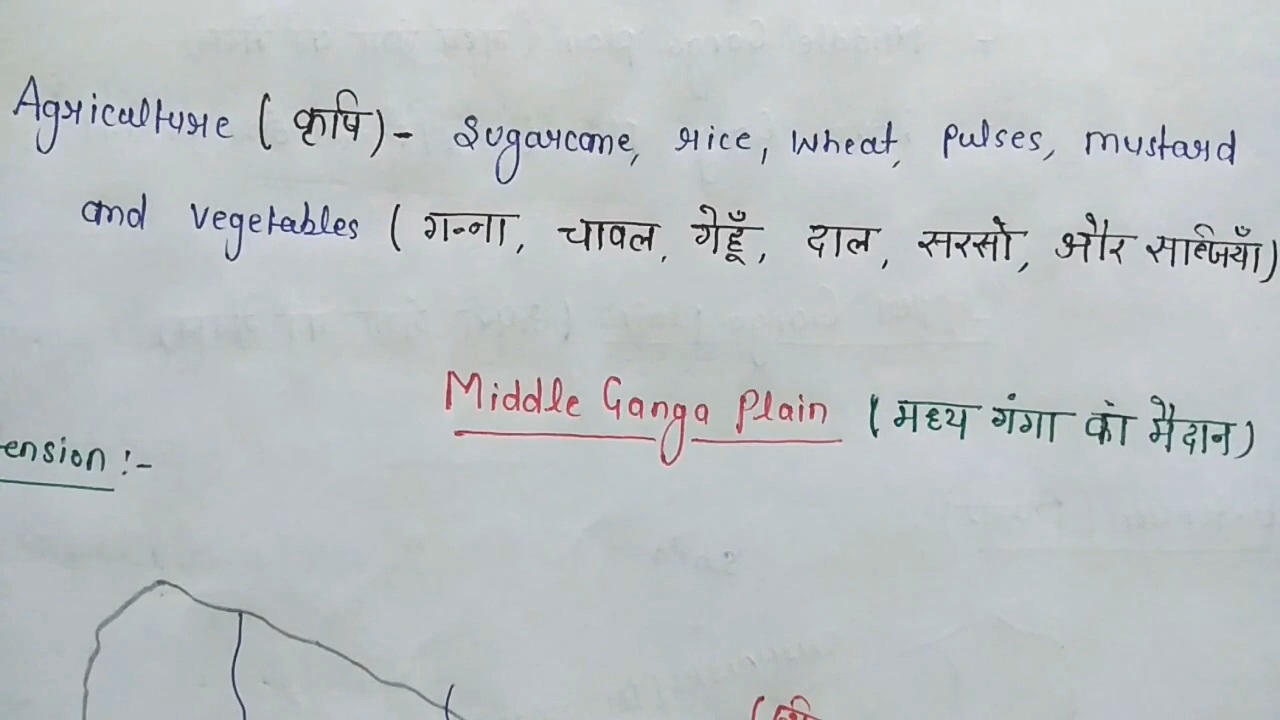 Agriculture (कृषि) - Sugarcane, rice, wheat, pulses, mustard
and vegetables (गन्ना, चावल, गेहूँ, दाल, सरसो, और सब्जियाँ)
Middle Ganga Plain (मध्य गंगा का मैदान)
ension :-